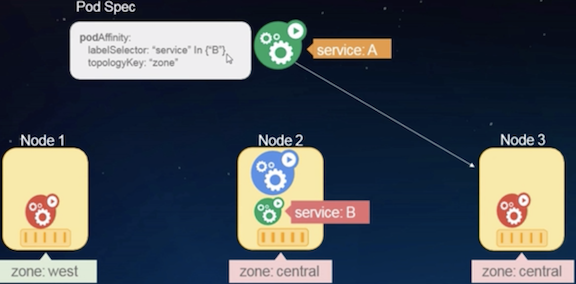 Pod Spec
podAffinity:
labelSelector: “service” In {“B”}
topologyKey: “zone”
service: A
Node 1
Node 2
Node 3
service: B
zone: west
zone: central
zone: central